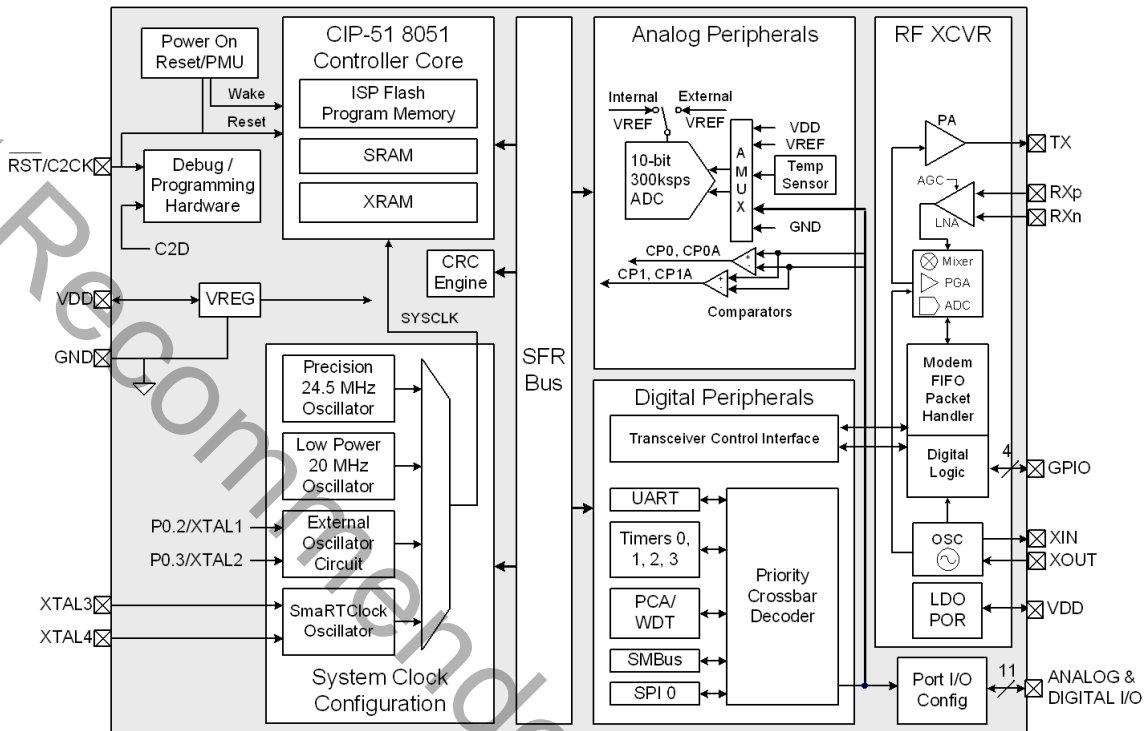 Power On
Reset/PMU
Wake
Reset
RST/C2CK
Debug /
Programming
Hardware
C2D
VDD
VREG
GND
CIP-51 8051
Controller Core
ISP Flash
Program Memory
SRAM
XRAM
CRC
Engine
SYSCLK
Precision
24.5 MHz
Oscillator
Low Power
20 MHz
Oscillator
P0.2/XTAL1
P0.3/XTAL2
External
Oscillator
Circuit
XTAL3
XTAL4
SmaRTClock
Oscillator
System Clock
Configuration
SFR
Bus
Analog Peripherals
Internal
External
VREF
VREF
10-bit
300ksps
ADC
A
M
U
X
VDD
VREF
Temp
Sensor
GND
CP0, CP0A
+
-
CP1, CP1A
+
-
Comparators
Digital Peripherals
Transceiver Control Interface
UART
Timers 0,
1, 2, 3
PCA/
WDT
SMBus
SPI 0
Priority
Crossbar
Decoder
RF XCVR
PA
TX
AGC
LNA
RXp
RXn
Mixer
PGA
ADC
Modem
FIFO
Packet
Handler
Digital
Logic
4
GPIO
OSC
XIN
XOUT
LDO
POR
VDD
Port I/O
Config
11
ANALOG &
DIGITAL I/O
Recommende